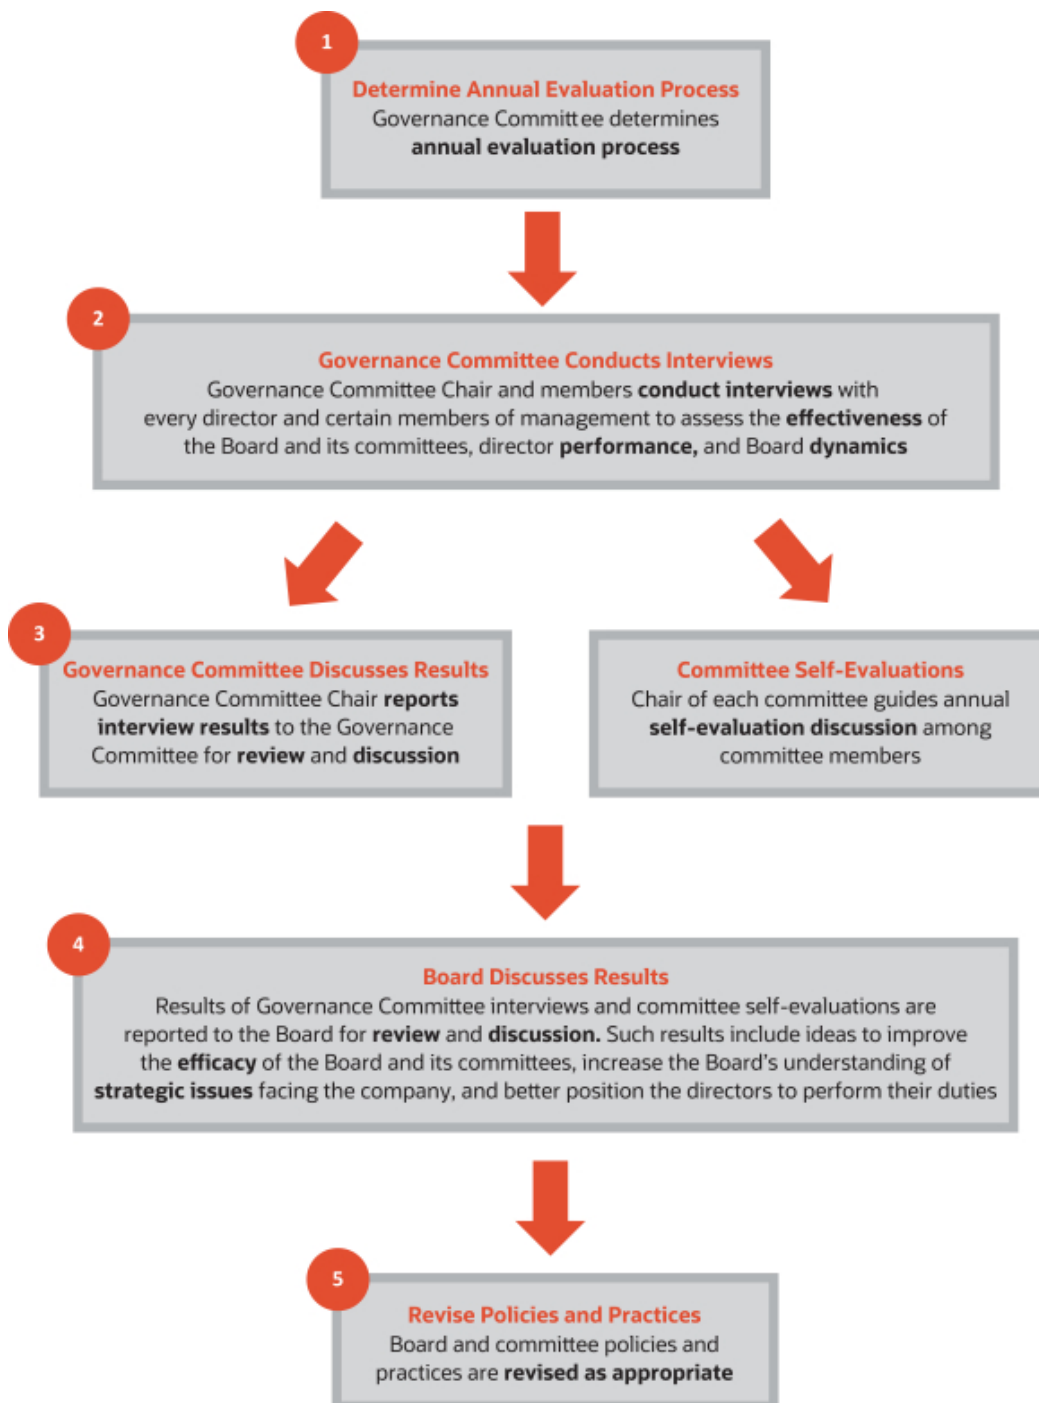 1
Determine Annual Evaluation Process
Governance Committee determines
annual evaluation process
2
Governance Committee Conducts Interviews
Governance Committee Chair and members conduct interviews with
every director and certain members of management to assess the effectiveness of
the Board and its committees, director performance, and Board dynamics
3
Governance Committee Discusses Results
Governance Committee Chair reports
interview results to the Governance
Committee for review and discussion
Committee Self-Evaluations
Chair of each committee guides annual
self-evaluation discussion among
committee members
4
Board Discusses Results
Results of Governance Committee interviews and committee self-evaluations are
reported to the Board for review and discussion. Such results include ideas to improve
the efficacy of the Board and its committees, increase the Board’s understanding of
strategic issues facing the company, and better position the directors to perform their duties
5
Revise Policies and Practices
Board and committee policies and
practices are revised as appropriate